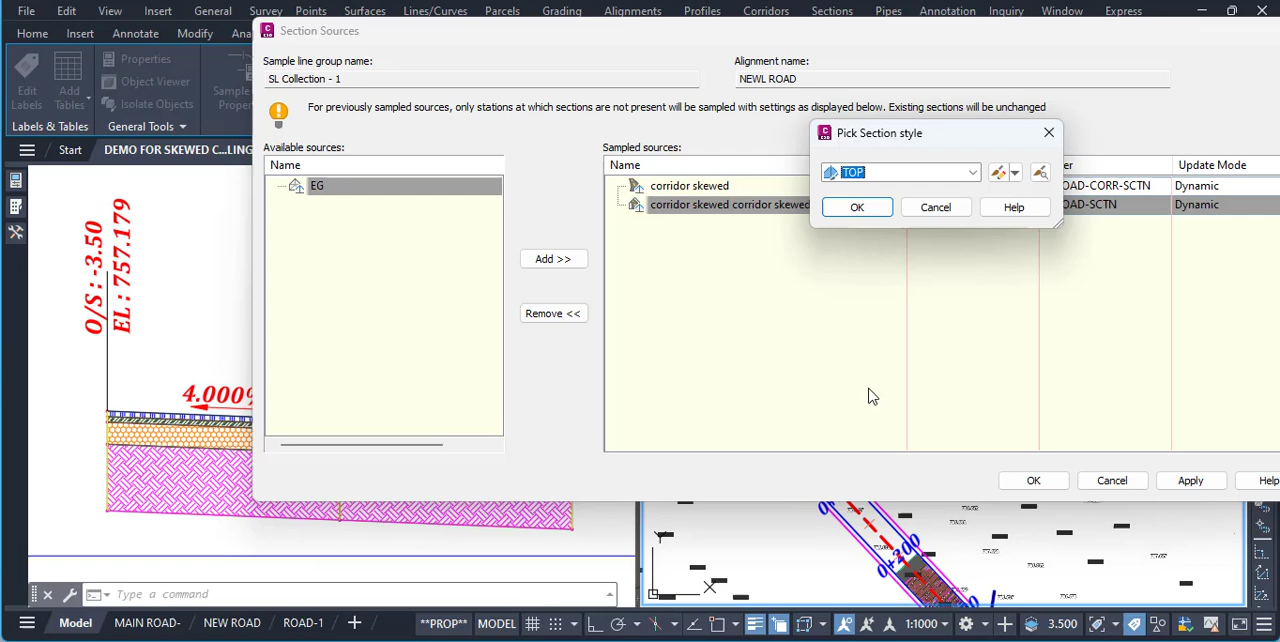 File Edit View Insert General Survey Points Surfaces Lines/Curves Parcels Grading Alignments Profiles Corridors Sections Pipes Annotation Inquiry Window Express
Home Insert Annotate Modify Ana
Section Sources
Sample line group name:
SL Collection - 1
Alignment name:
NEWL ROAD
For previously sampled sources, only stations at which sections are not present will be sampled with settings as displayed below. Existing sections will be unchanged
Edit Labels
Add Tables
Properties
Object Viewer
Isolate Objects
Sample
Proper
Labels & Tables
General Tools
Start
DEMO FOR SKEWED C...LING
Available sources:
Name
EG
Add >>
Remove <<
Sampled sources:
Name
Update Mode
corridor skewed
OAD-CORR-SCTN
Dynamic
corridor skewed corridor skewed
OAD-SCTN
Dynamic
Pick Section style
TOP
OK
Cancel
Help
OK
Cancel
Apply
Help
O/S : -3.50
EL : 757.179
4.000%
0+200
Y
X
Type a command
Model MAIN ROAD- NEW ROAD ROAD-1
**PROP** MODEL
1:1000
3.500